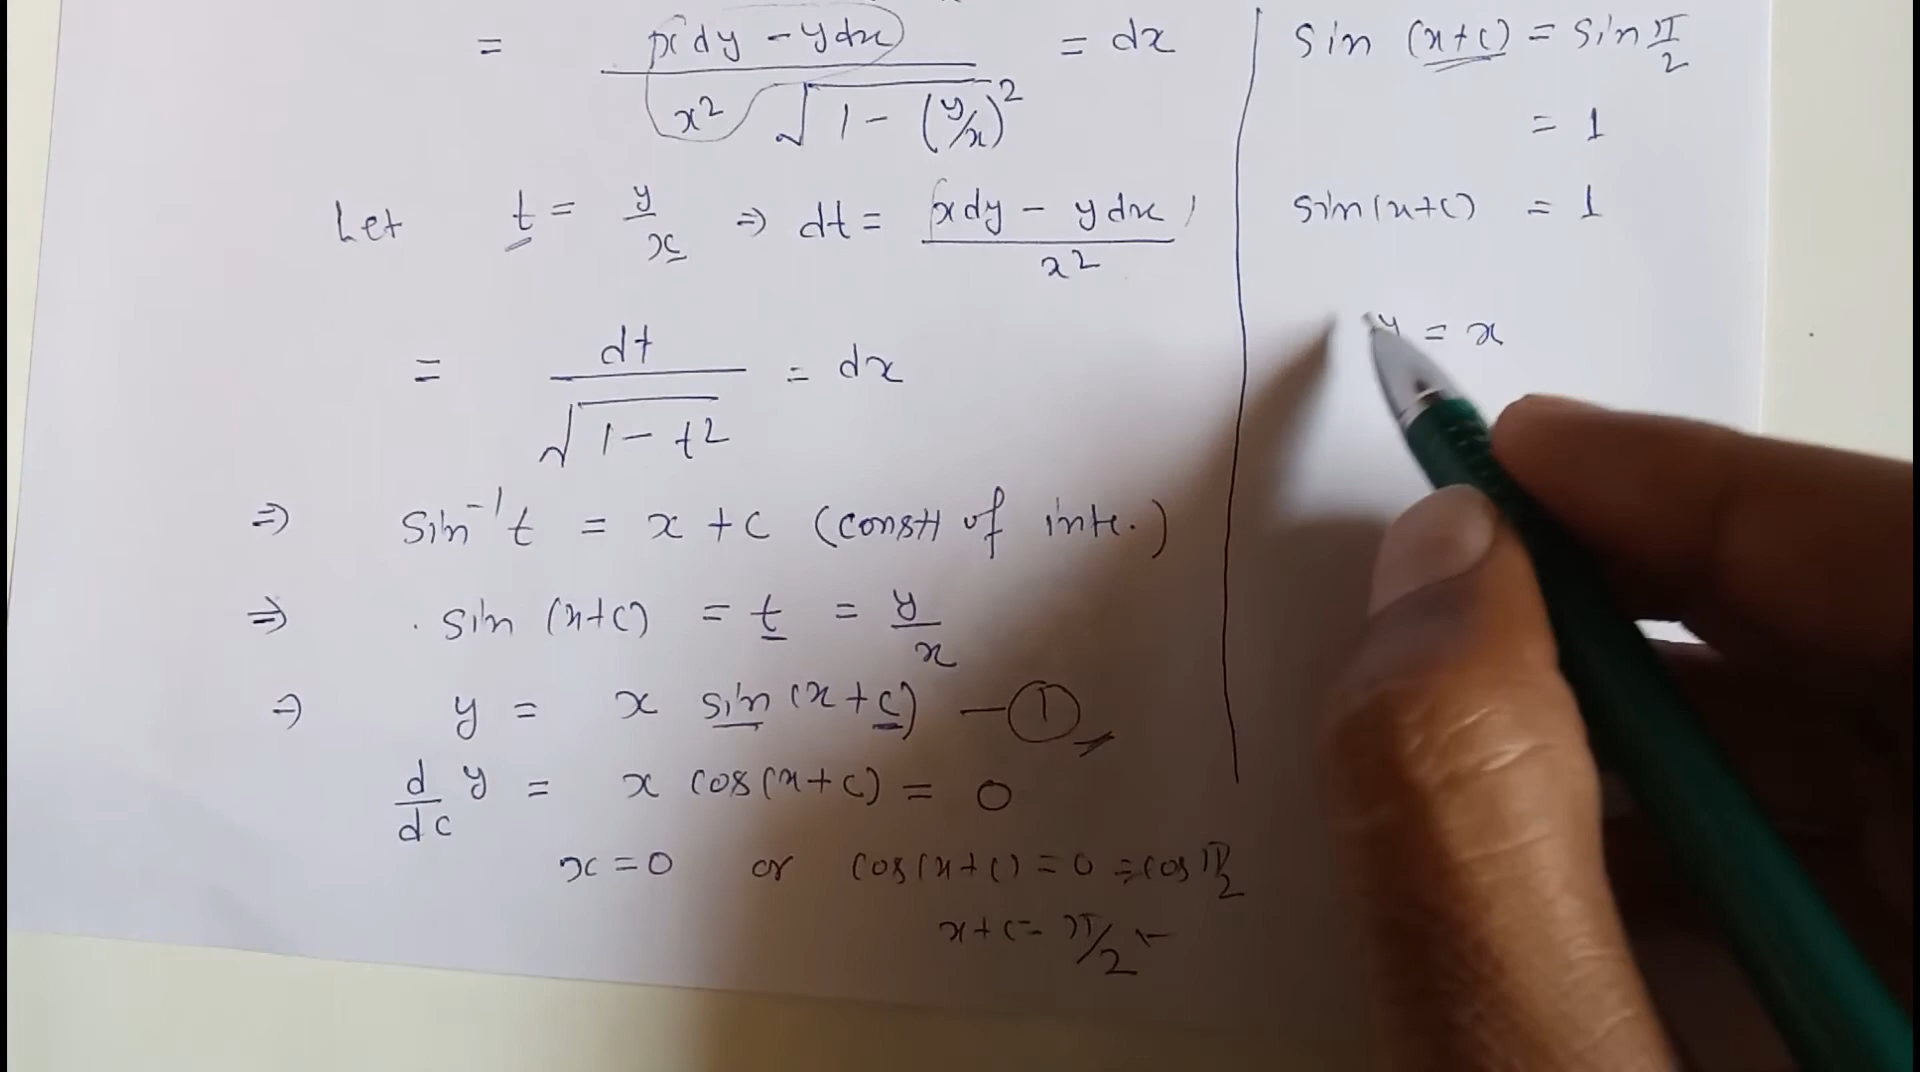 = x dy - y dx / x² √1 - (y/x)² = dx
Let t = y/x ⇒ dt = x dy - y dx / x²
= dt / √1 - t² = dx
⇒ sin⁻¹ t = x + c (constt of inte.)
⇒ . sin (x+c) = t = y/x
⇒ y = x sin (x+c) — ①
d/dc y = x cos(x+c) = 0
x = 0 or cos(x+c) = 0 = cos π/2
x+c = π/2
sin (x+c) = sin π/2
= 1
sin(x+c) = 1
y = x